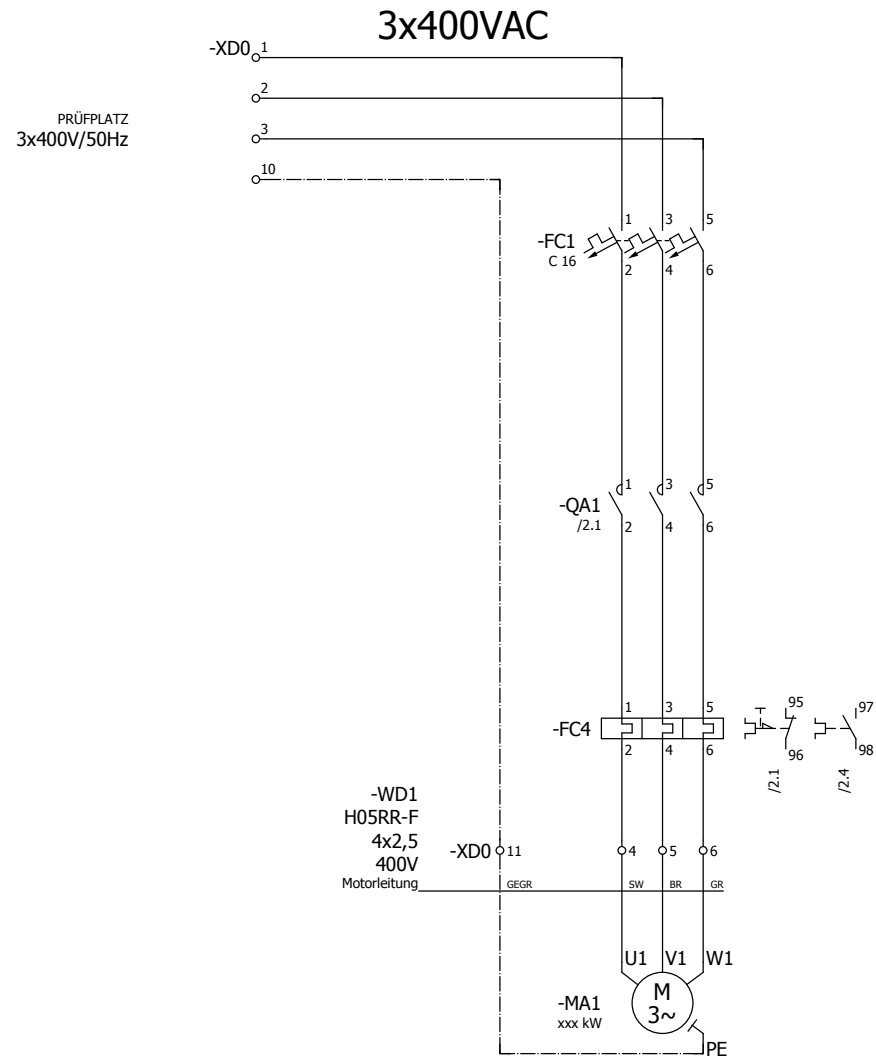 3x400VAC
-XD0 1
2
PRÜFPLATZ
3x400V/50Hz
3
10
1 3 5
-FC1
C 16
2 4 6
1 3 5
-QA1
/2.1
2 4 6
1 3 5
95 97
-FC4
2 4 6
96 98
/2.1 /2.4
-WD1
H05RR-F
4x2,5
400V
Motorleitung
-XD0 11 4 5 6
GEGR SW BR GR
U1 V1 W1
M
3~
-MA1
xxx kW
PE